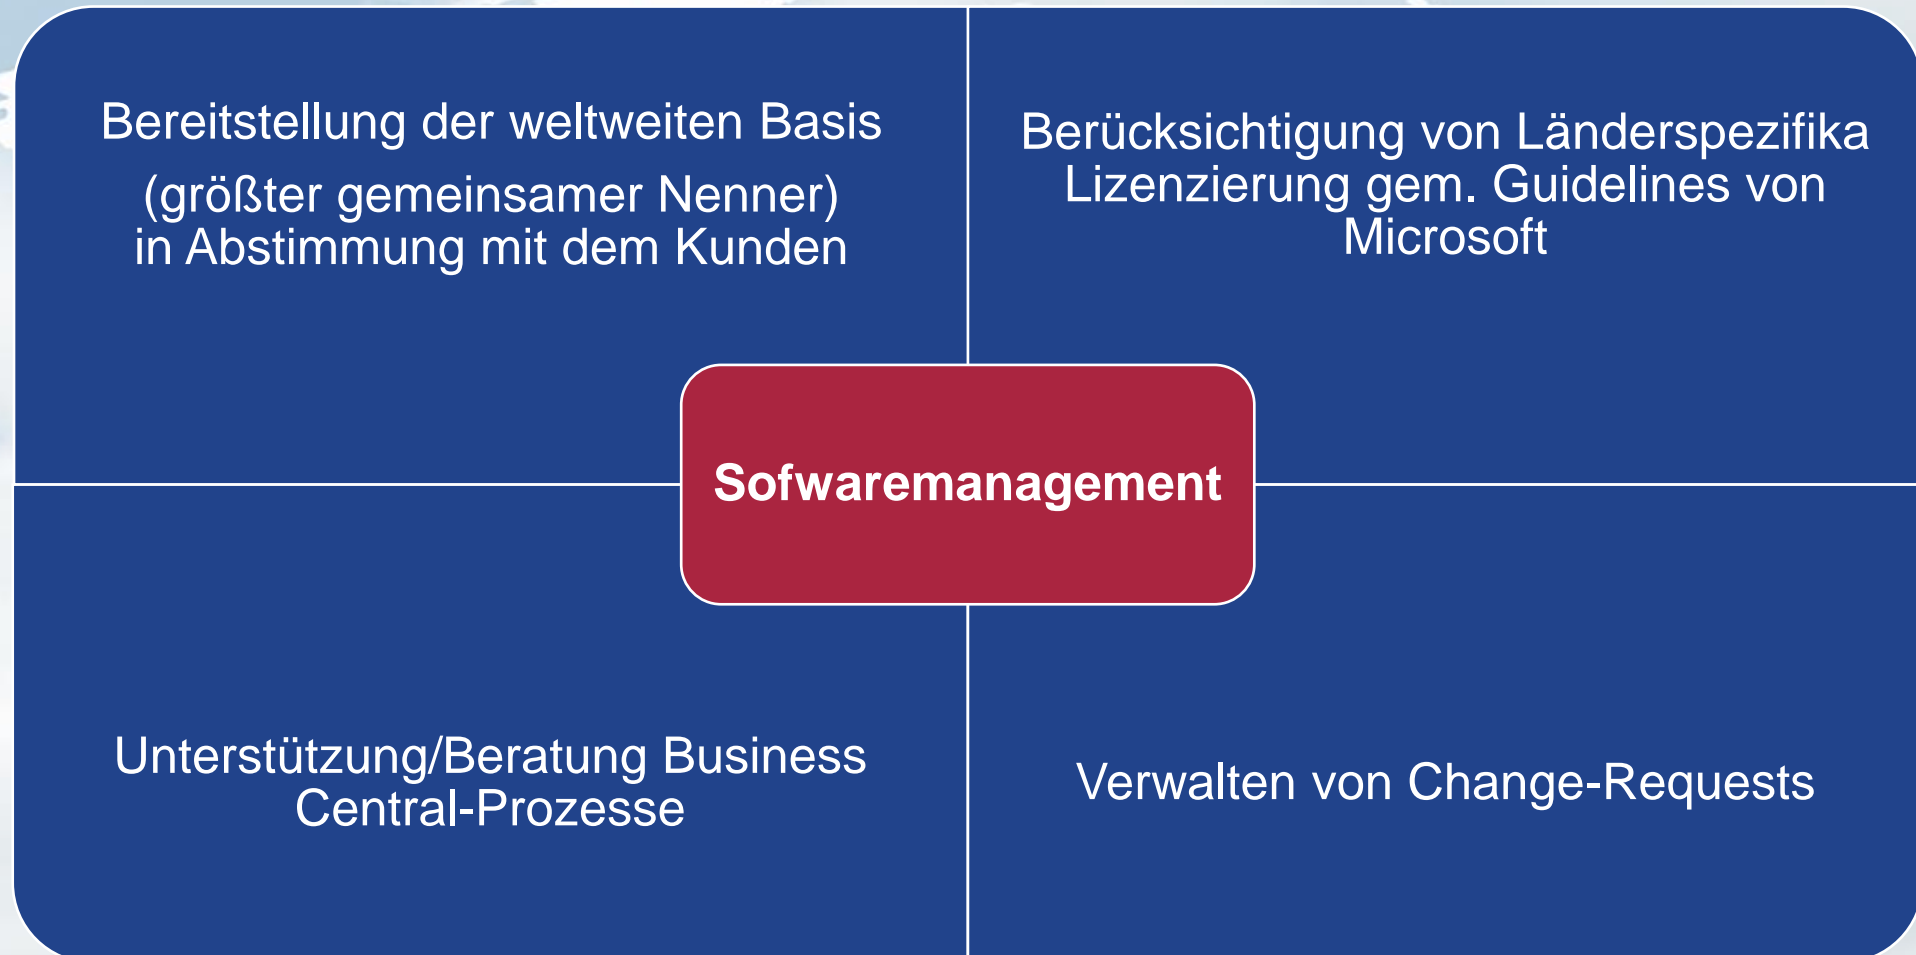 Bereitstellung der weltweiten Basis
(größter gemeinsamer Nenner)
in Abstimmung mit dem Kunden
Berücksichtigung von Länderspezifika
Lizenzierung gem. Guidelines von
Microsoft
Sofwaremanagement
Unterstützung/Beratung Business
Central-Prozesse
Verwalten von Change-Requests